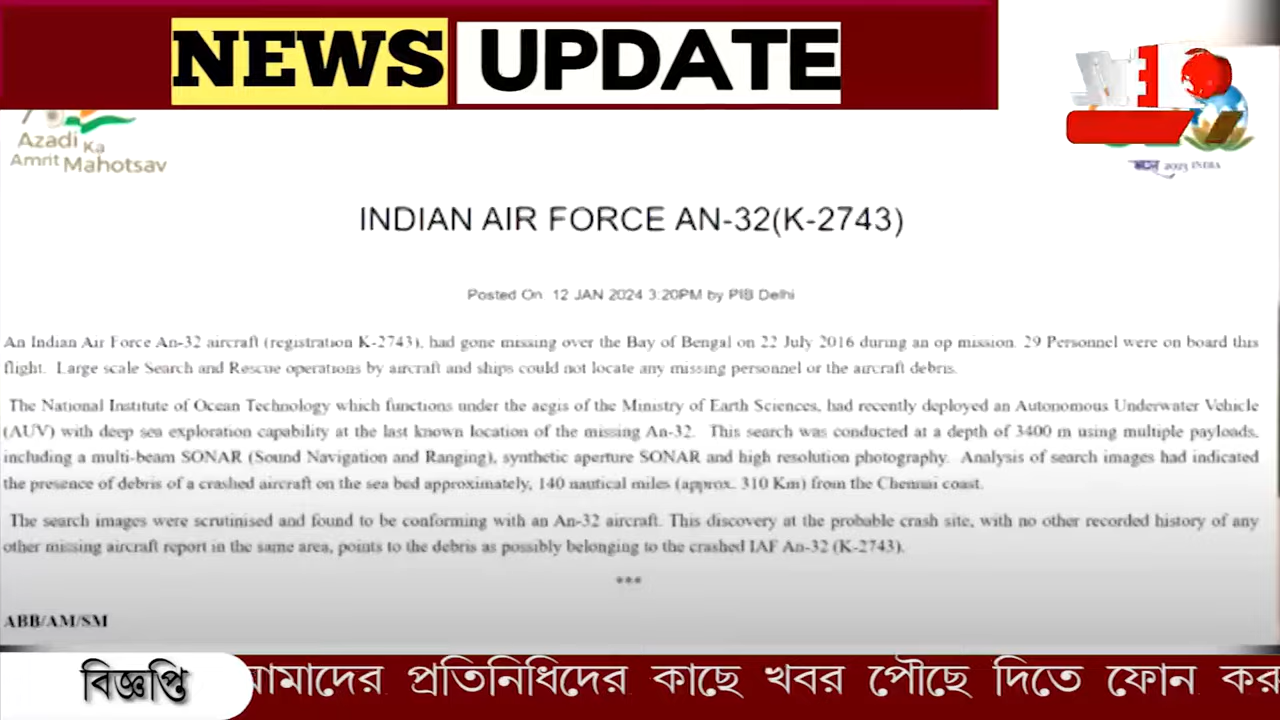 NEWS UPDATE
Azadi Ka
Amrit Mahotsav
2023 INDIA
INDIAN AIR FORCE AN-32(K-2743)
Posted On 12 JAN 2024 3:20PM by PIB Delhi
An Indian Air Force An-32 aircraft (registration K-2743), had gone missing over the Bay of Bengal on 22 July 2016 during an op mission. 29 Personnel were on board this
flight. Large scale Search and Rescue operations by aircraft and ships could not locate any missing personnel or the aircraft debris.
The National Institute of Ocean Technology which functions under the aegis of the Ministry of Earth Sciences, had recently deployed an Autonomous Underwater Vehicle
(AUV) with deep sea exploration capability at the last known location of the missing An-32. This search was conducted at a depth of 3400 m using multiple payloads,
including a multi-beam SONAR (Sound Navigation and Ranging), synthetic aperture SONAR and high resolution photography. Analysis of search images had indicated
the presence of debris of a crashed aircraft on the sea bed approximately, 140 nautical miles (approx. 310 Km) from the Chennai coast.
The search images were scrutinised and found to be conforming with an An-32 aircraft. This discovery at the probable crash site, with no other recorded history of any
other missing aircraft report in the same area, points to the debris as possibly belonging to the crashed IAF An-32 (K-2743).
***
ABB/AM/SM
বিজ্ঞপ্তি আমাদের প্রতিনিধিদের কাছে খবর পৌছে দিতে ফোন কর